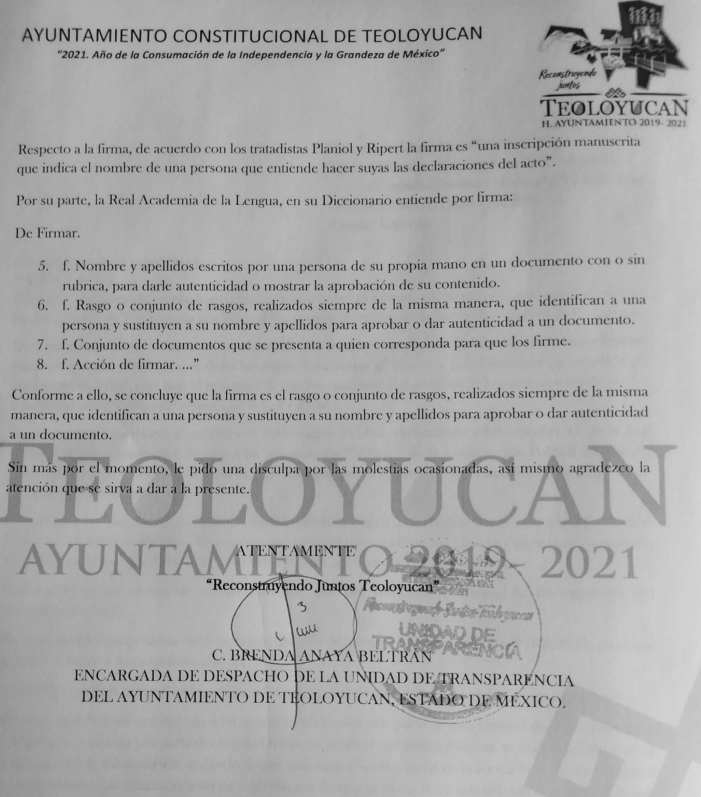 AYUNTAMIENTO CONSTITUCIONAL DE TEOLOYUCAN
"2021. Año de la Consumación de la Independencia y la Grandeza de México"
Reconstruyendo
juntos
TEOLOYUCAN
H. AYUNTAMIENTO 2019- 2021
Respecto a la firma, de acuerdo con los tratadistas Planiol y Ripert la firma es "una inscripción manuscrita
que indica el nombre de una persona que entiende hacer suyas las declaraciones del acto".
Por su parte, la Real Academia de la Lengua, en su Diccionario entiende por firma:
De Firmar.
5. f. Nombre y apellidos escritos por una persona de su propia mano en un documento con o sin
rubrica, para darle autenticidad o mostrar la aprobación de su contenido.
6. f. Rasgo o conjunto de rasgos, realizados siempre de la misma manera, que identifican a una
persona y sustituyen a su nombre y apellidos para aprobar o dar autenticidad a un documento.
7. f. Conjunto de documentos que se presenta a quien corresponda para que los firme.
8. f. Acción de firmar. ..."
Conforme a ello, se concluye que la firma es el rasgo o conjunto de rasgos, realizados siempre de la misma
manera, que identifican a una persona y sustituyen a su nombre y apellidos para aprobar o dar autenticidad
a un documento.
TEOLOYUCAN
Sin más por el momento, le pido una disculpa por las molestias ocasionadas, así mismo agradezco la
atención que se sirva a dar a la presente.
AYUNTAMIENTO 2019- 2021
ATENTAMENTE
"Reconstruyendo Juntos Teoloyucan"
Reconstruyendo Juntos Teoloyucan
UNIDAD DE
TRANSPARENCIA
C. BRENDA ANAYA BELTRÁN
ENCARGADA DE DESPACHO DE LA UNIDAD DE TRANSPARENCIA
DEL AYUNTAMIENTO DE TEOLOYUCAN, ESTADO DE MÉXICO.